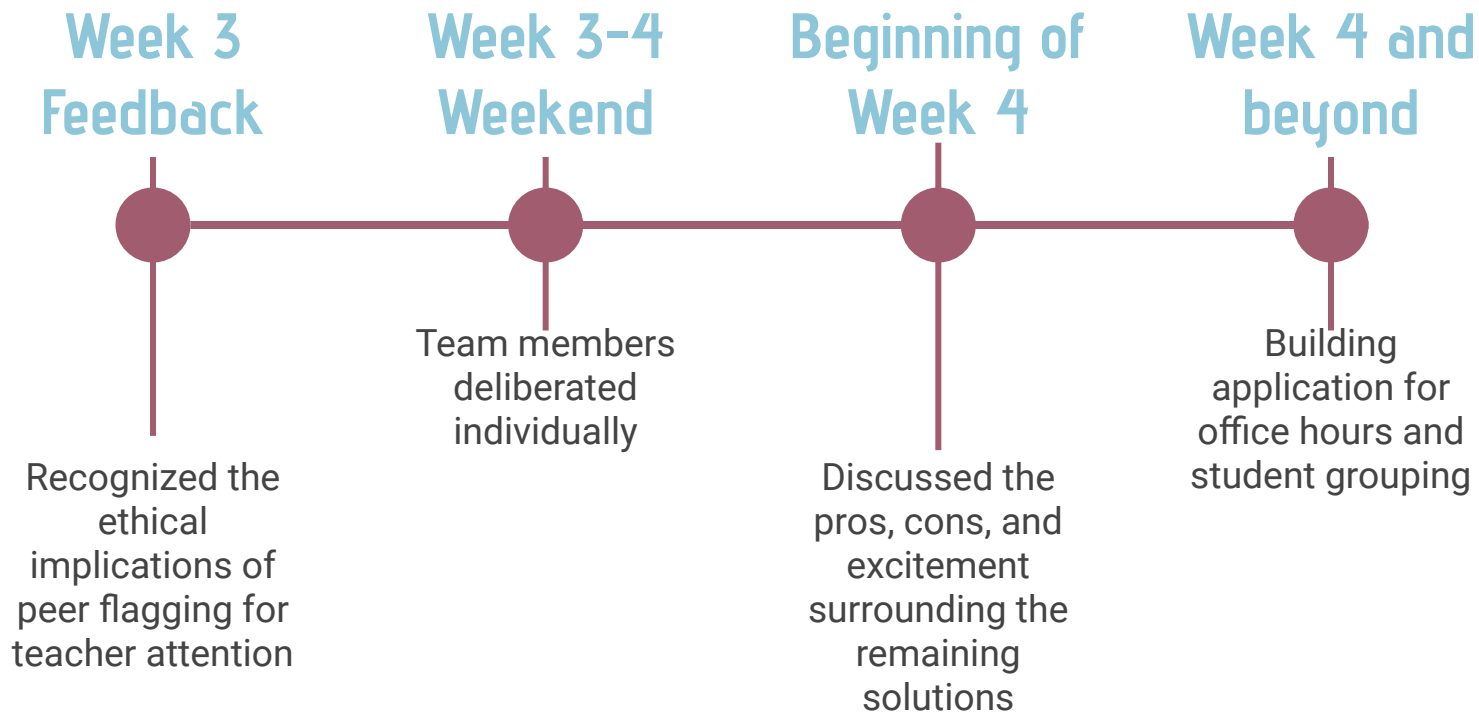 Week 3
Feedback
Week 3-4
Weekend
Beginning of
Week 4
Week 4 and
beyond
Recognized the
ethical
implications of
peer flagging for
teacher attention
Team members
deliberated
individually
Discussed the
pros, cons, and
excitement
surrounding the
remaining
solutions
Building
application for
office hours and
student grouping